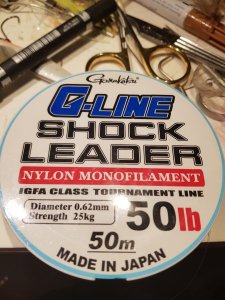 Gamakatsu
G-LINE
SHOCK
LEADER
NYLON MONOFILAMENT
IGFA CLASS TOURNAMENT LINE
Diameter 0.62mm
Strength 25kg
50lb
50m
MADE IN JAPAN